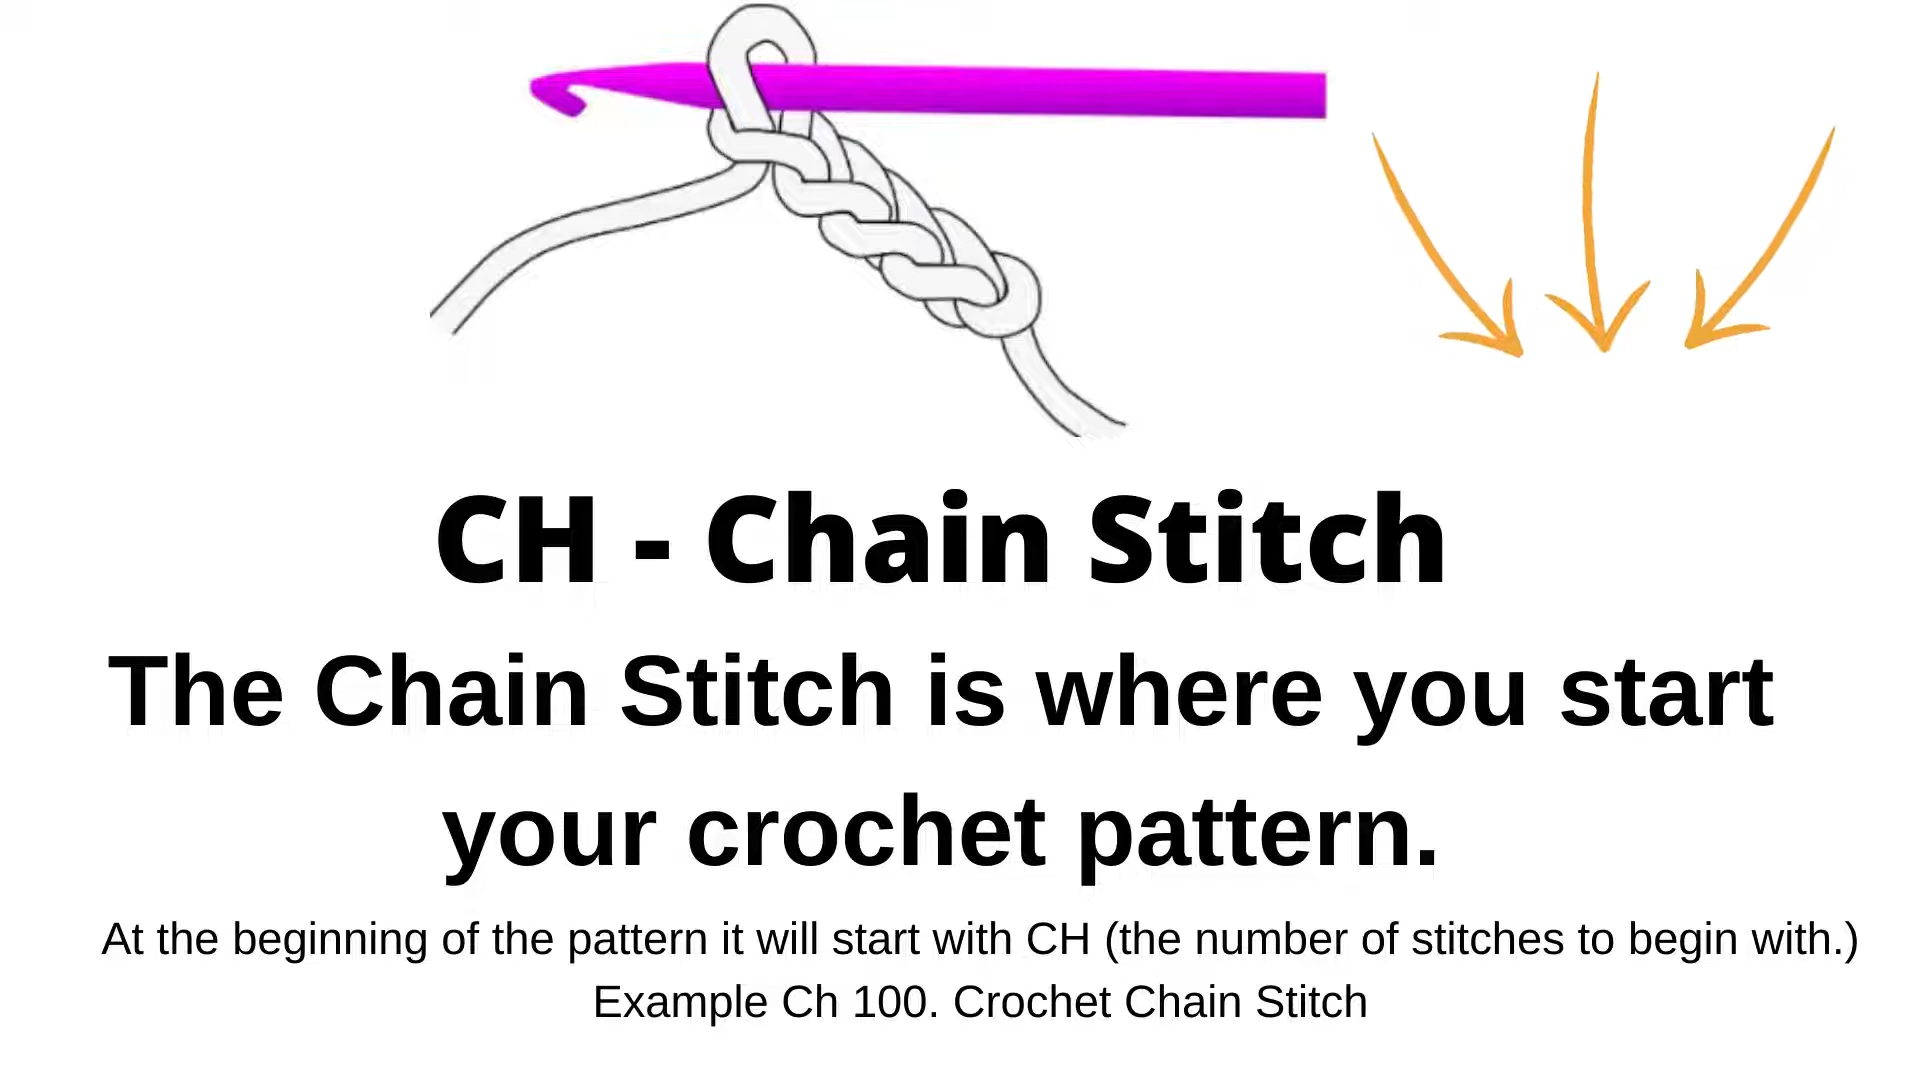 CH - Chain Stitch
The Chain Stitch is where you start
your crochet pattern.
At the beginning of the pattern it will start with CH (the number of stitches to begin with.)
Example Ch 100. Crochet Chain Stitch